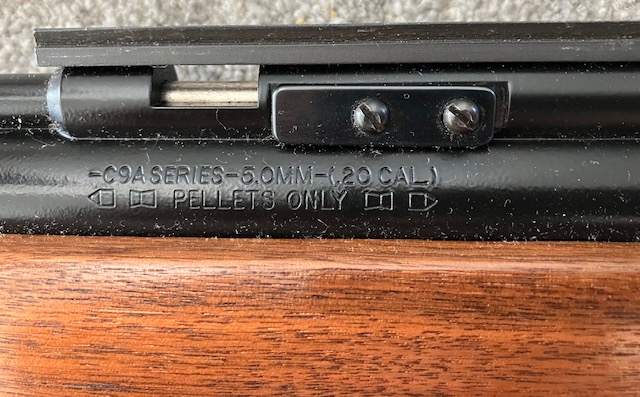 -C9A SERIES-5.0MM-(.20 CAL.)
PELLETS ONLY